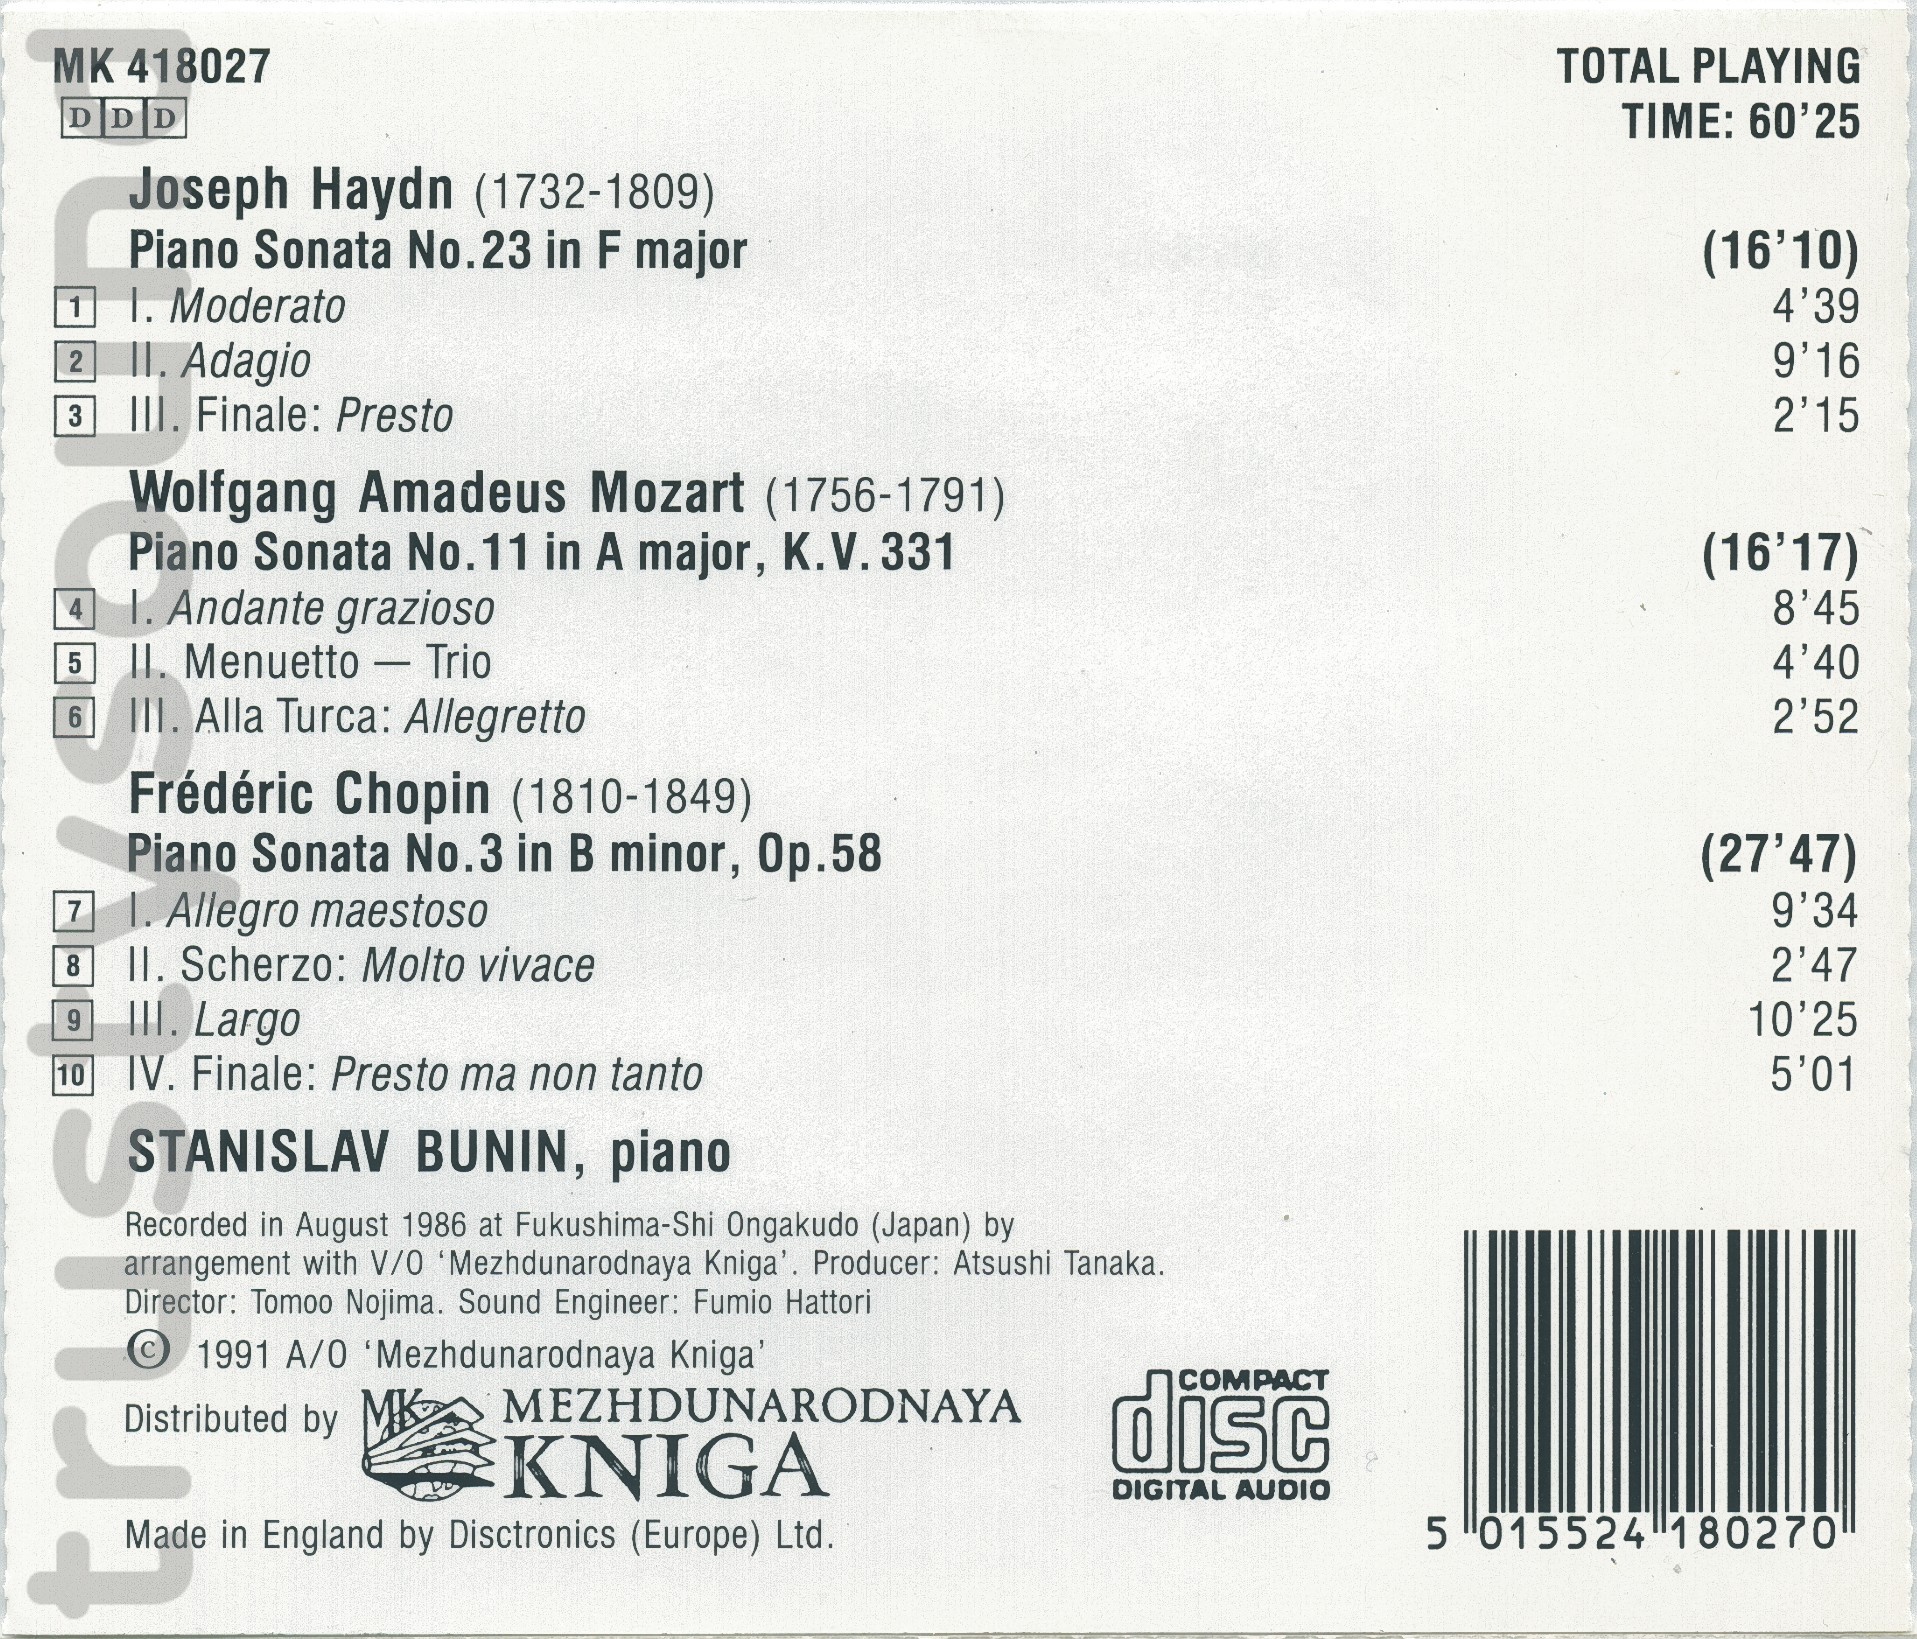 MK 418027
DDD
TOTAL PLAYING
TIME: 60'25
Joseph Haydn (1732-1809)
Piano Sonata No.23 in F major (16'10)
1 I. Moderato 4'39
2 II. Adagio 9'16
3 III. Finale: Presto 2'15
Wolfgang Amadeus Mozart (1756-1791)
Piano Sonata No.11 in A major, K.V.331 (16'17)
4 I. Andante grazioso 8'45
5 II. Menuetto — Trio 4'40
6 III. Alla Turca: Allegretto 2'52
Frédéric Chopin (1810-1849)
Piano Sonata No.3 in B minor, Op.58 (27'47)
7 I. Allegro maestoso 9'34
8 II. Scherzo: Molto vivace 2'47
9 III. Largo 10'25
10 IV. Finale: Presto ma non tanto 5'01
STANISLAV BUNIN, piano
Recorded in August 1986 at Fukushima-Shi Ongakudo (Japan) by
arrangement with V/O 'Mezhdunarodnaya Kniga'. Producer: Atsushi Tanaka.
Director: Tomoo Nojima. Sound Engineer: Fumio Hattori
© 1991 A/O 'Mezhdunarodnaya Kniga'
Distributed by
MK
MEZHDUNARODNAYA
KNIGA
Made in England by Disctronics (Europe) Ltd.
COMPACT
disc
DIGITAL AUDIO
5 015524 180270
trustvsound